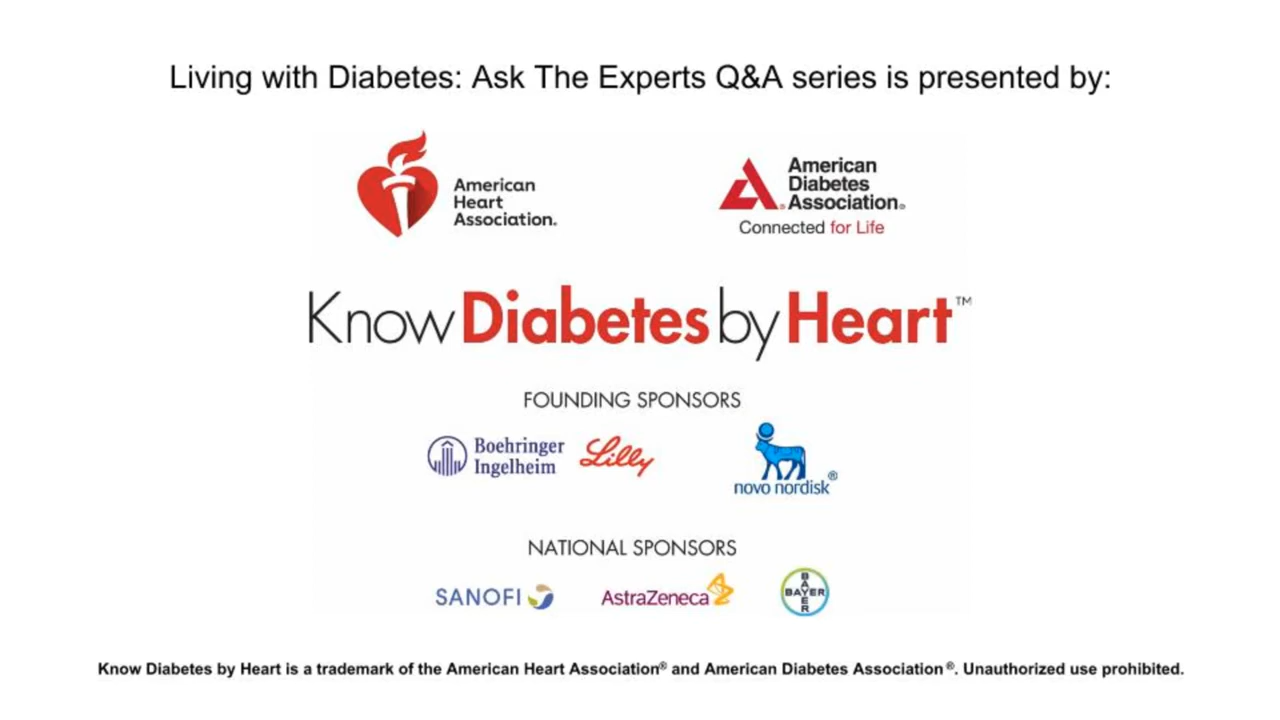 Living with Diabetes: Ask The Experts Q&A series is presented by:
American
Heart
Association.
American
Diabetes
Association®
Connected for Life
Know Diabetes by Heart™
FOUNDING SPONSORS
Boehringer
Ingelheim
Lilly
novo nordisk®
NATIONAL SPONSORS
SANOFI
AstraZeneca
BAYER
BAYER
Know Diabetes by Heart is a trademark of the American Heart Association® and American Diabetes Association®. Unauthorized use prohibited.